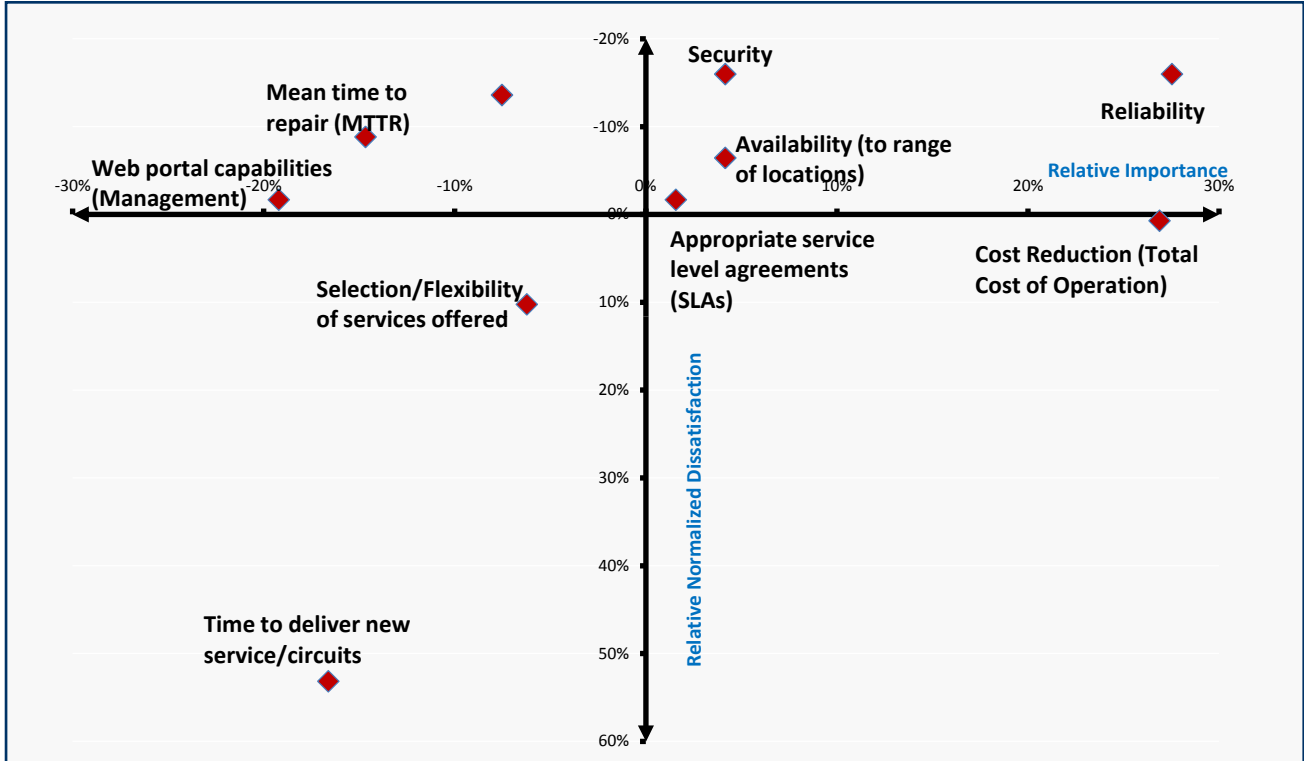 -20%
Security
Mean time to
repair (MTTR)
-10%
Reliability
Availability (to range
of locations)
Web portal capabilities
(Management)
Relative Importance
-30%
-20%
-10%
0%
10%
20%
30%
0%
Appropriate service
level agreements
(SLAs)
Cost Reduction (Total
Cost of Operation)
Selection/Flexibility
of services offered
10%
20%
Relative Normalized Dissatisfaction
30%
40%
Time to deliver new
service/circuits
50%
60%